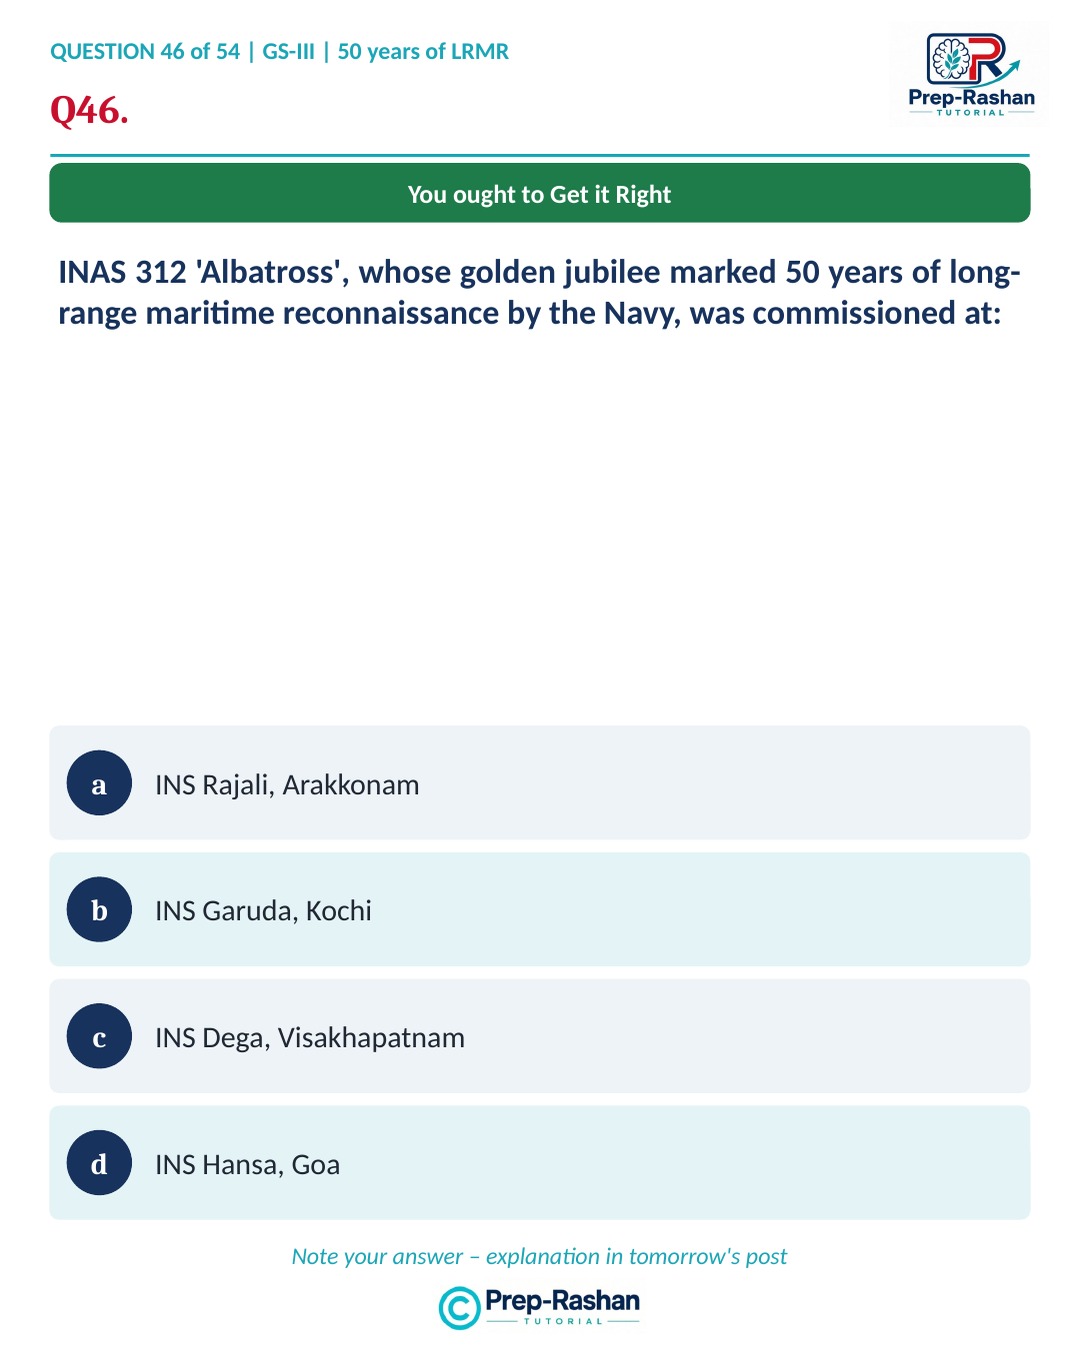 QUESTION 46 of 54 | GS-III | 50 years of LRMR
Q46.
R
Prep-Rashan
TUTORIAL
You ought to Get it Right
INAS 312 'Albatross', whose golden jubilee marked 50 years of long-
range maritime reconnaissance by the Navy, was commissioned at:
a INS Rajali, Arakkonam
b INS Garuda, Kochi
c INS Dega, Visakhapatnam
d INS Hansa, Goa
Note your answer – explanation in tomorrow's post
© Prep-Rashan
TUTORIAL